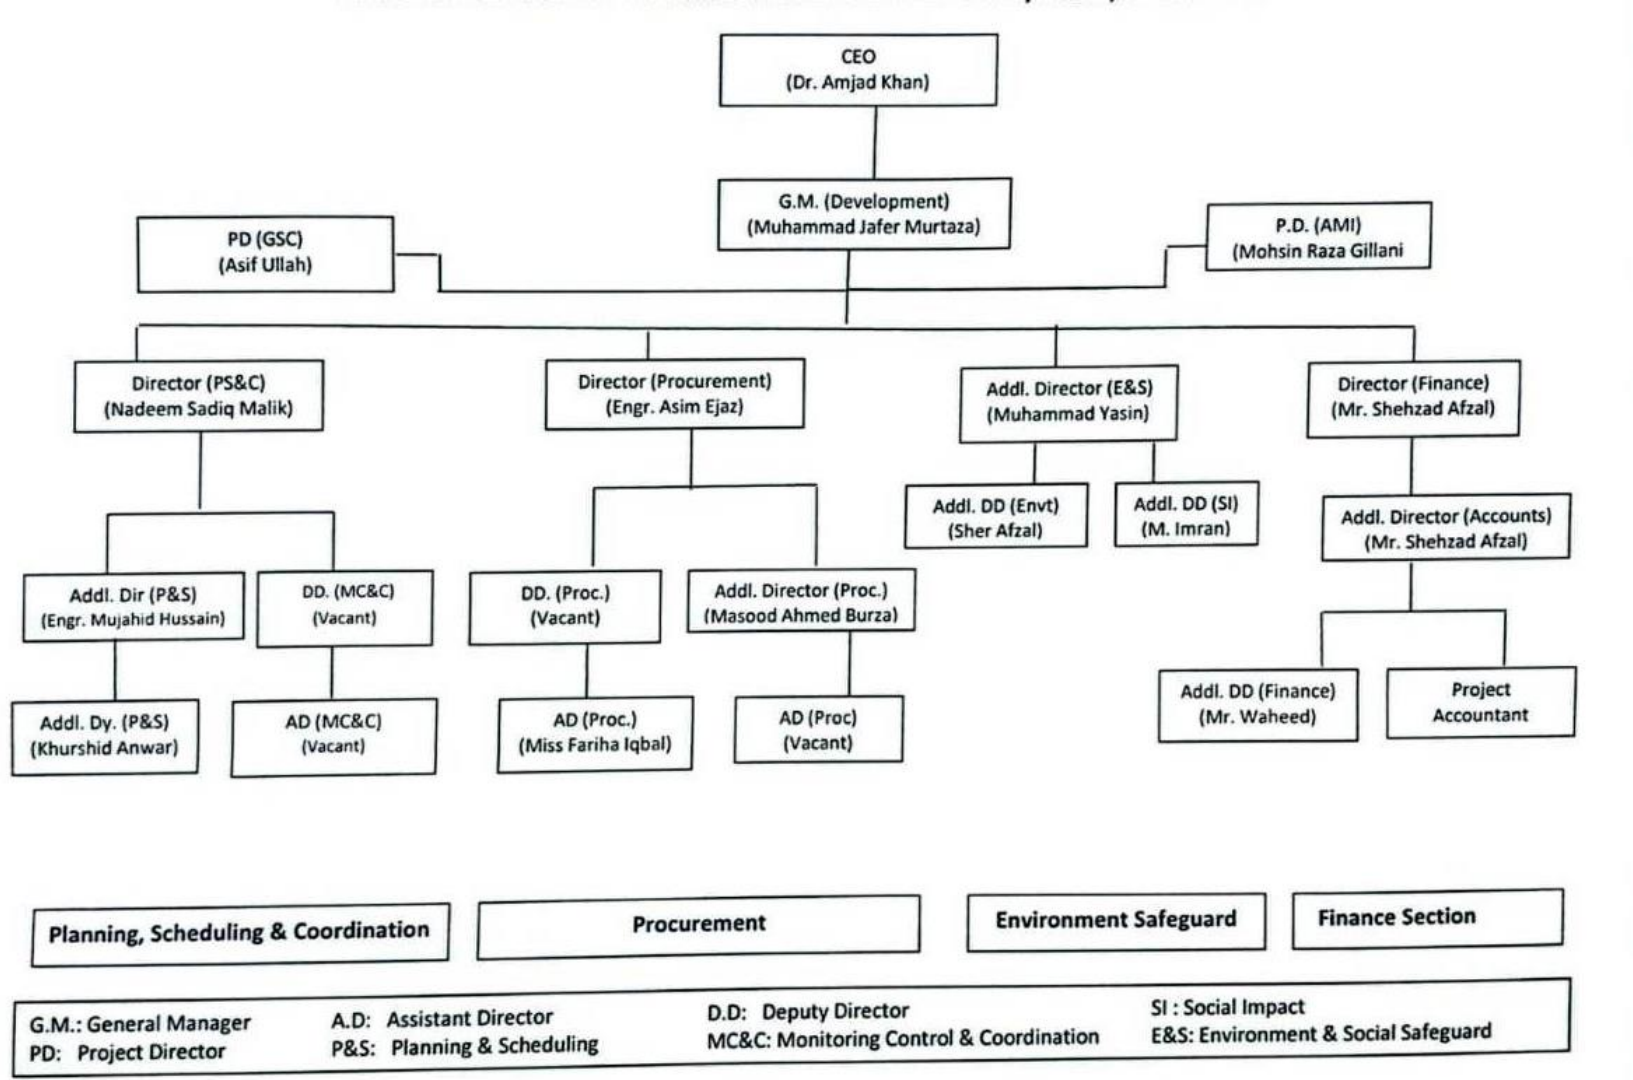 CEO
(Dr. Amjad Khan)
G.M. (Development)
(Muhammad Jafer Murtaza)
PD (GSC)
(Asif Ullah)
P.D. (AMI)
(Mohsin Raza Gillani
Director (PS&C)
(Nadeem Sadiq Malik)
Director (Procurement)
(Engr. Asim Ejaz)
Addl. Director (E&S)
(Muhammad Yasin)
Director (Finance)
(Mr. Shehzad Afzal)
Addl. DD (Envt)
(Sher Afzal)
Addl. DD (SI)
(M. Imran)
Addl. Director (Accounts)
(Mr. Shehzad Afzal)
Addl. Dir (P&S)
(Engr. Mujahid Hussain)
DD. (MC&C)
(Vacant)
DD. (Proc.)
(Vacant)
Addl. Director (Proc.)
(Masood Ahmed Burza)
Addl. Dy. (P&S)
(Khurshid Anwar)
AD (MC&C)
(Vacant)
AD (Proc.)
(Miss Fariha Iqbal)
AD (Proc)
(Vacant)
Addl. DD (Finance)
(Mr. Waheed)
Project
Accountant
Planning, Scheduling & Coordination
Procurement
Environment Safeguard
Finance Section
G.M.: General Manager
PD: Project Director
A.D: Assistant Director
P&S: Planning & Scheduling
D.D: Deputy Director
MC&C: Monitoring Control & Coordination
SI : Social Impact
E&S: Environment & Social Safeguard